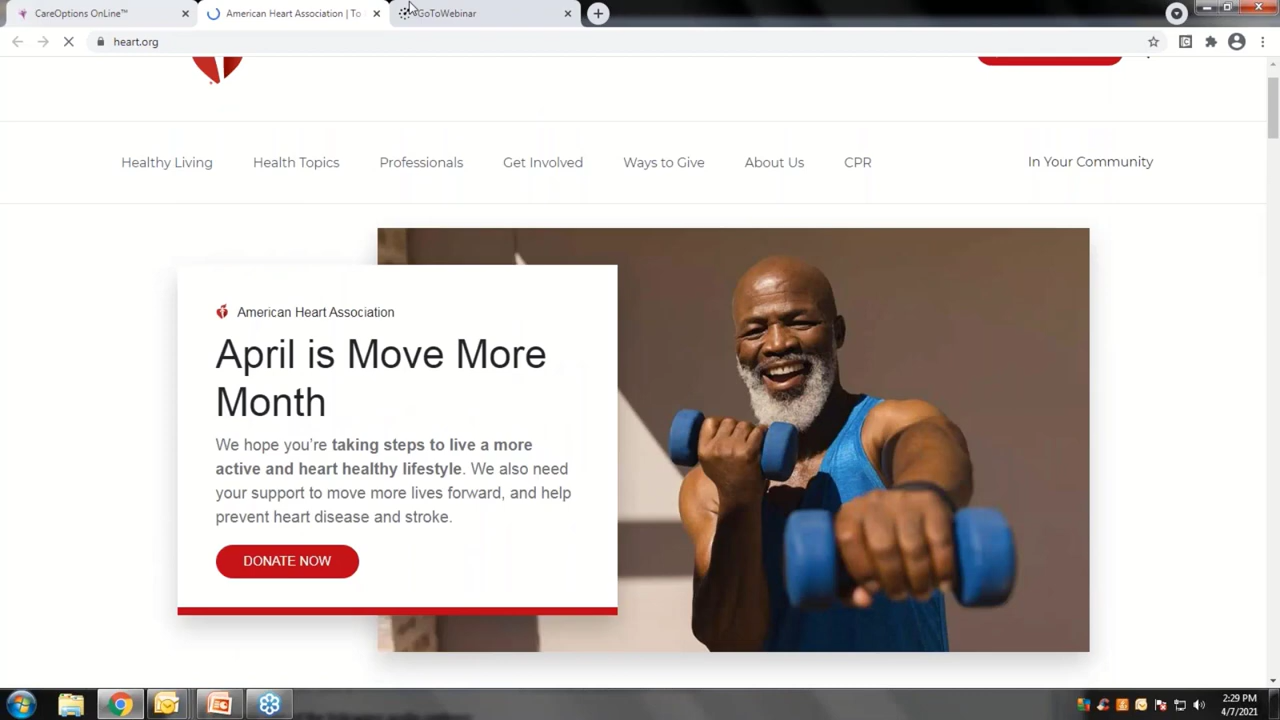 CareOptions OnLine™
American Heart Association | To
GoToWebinar
heart.org
Healthy Living
Health Topics
Professionals
Get Involved
Ways to Give
About Us
CPR
In Your Community
American Heart Association
April is Move More
Month
We hope you're taking steps to live a more
active and heart healthy lifestyle. We also need
your support to move more lives forward, and help
prevent heart disease and stroke.
DONATE NOW
2:29 PM
4/7/2021